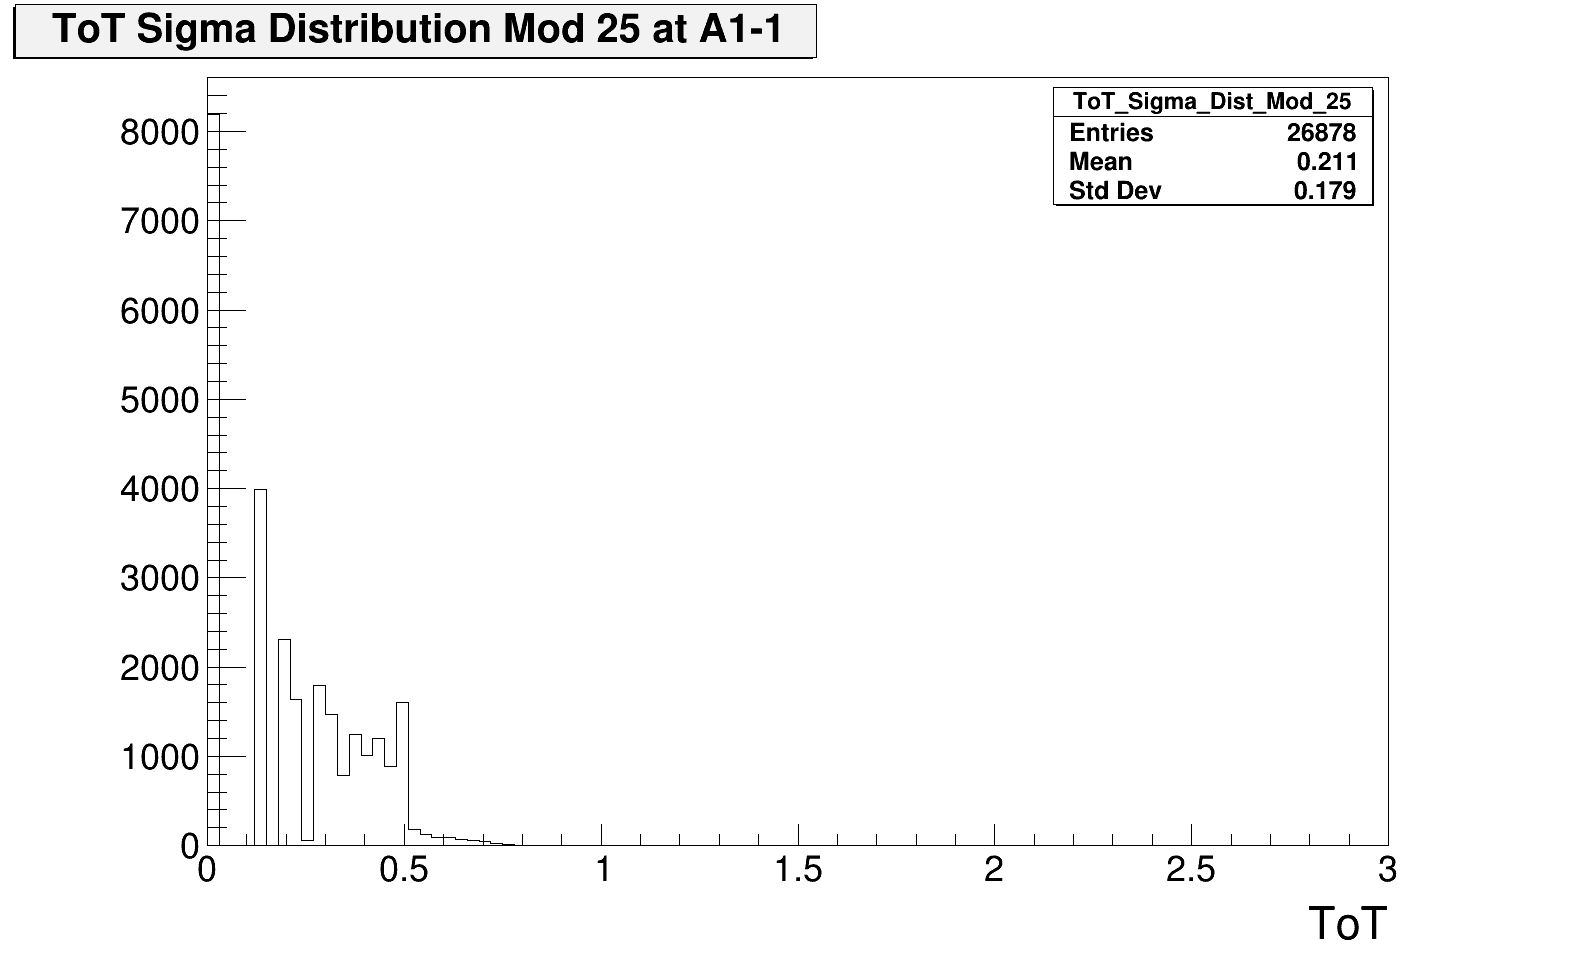 ToT Sigma Distribution Mod 25 at A1-1
ToT_Sigma_Dist_Mod_25
Entries 26878
Mean 0.211
Std Dev 0.179
8000
7000
6000
5000
4000
3000
2000
1000
0
0 0.5 1 1.5 2 2.5 3
ToT